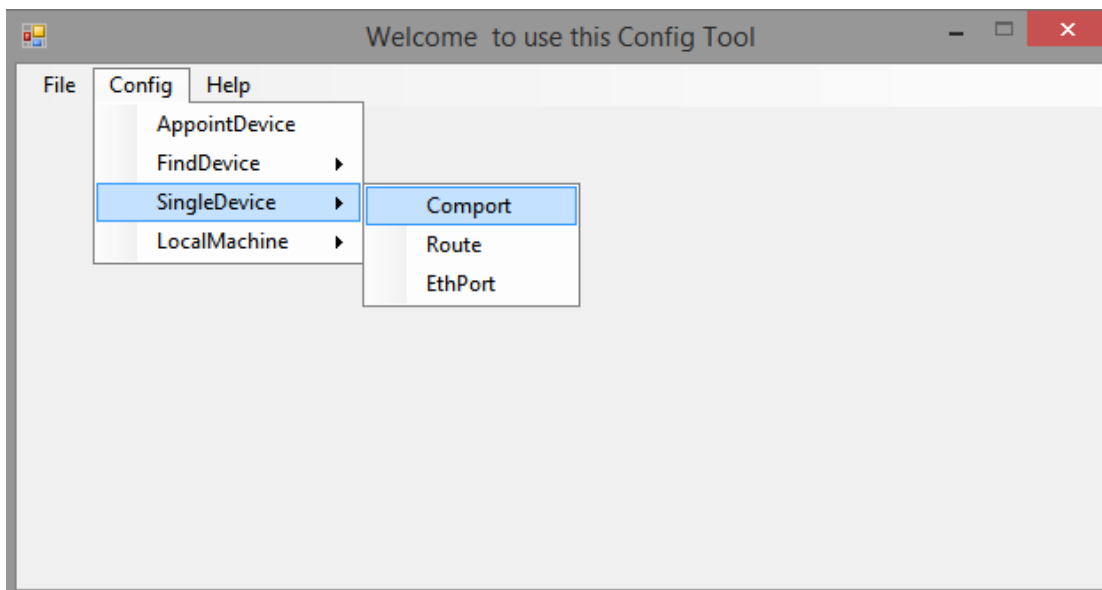 Welcome  to use this Config Tool
File Config Help
AppointDevice
FindDevice
SingleDevice
Comport
LocalMachine
Route
EthPort